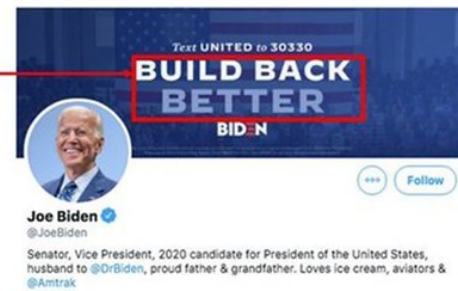 Text UNITED to 30330
BUILD BACK
BETTER
BIDEN
Follow
Joe Biden
@JoeBiden
Senator, Vice President, 2020 candidate for President of the United States,
husband to @DrBiden, proud father & grandfather. Loves ice cream, aviators &
@Amtrak